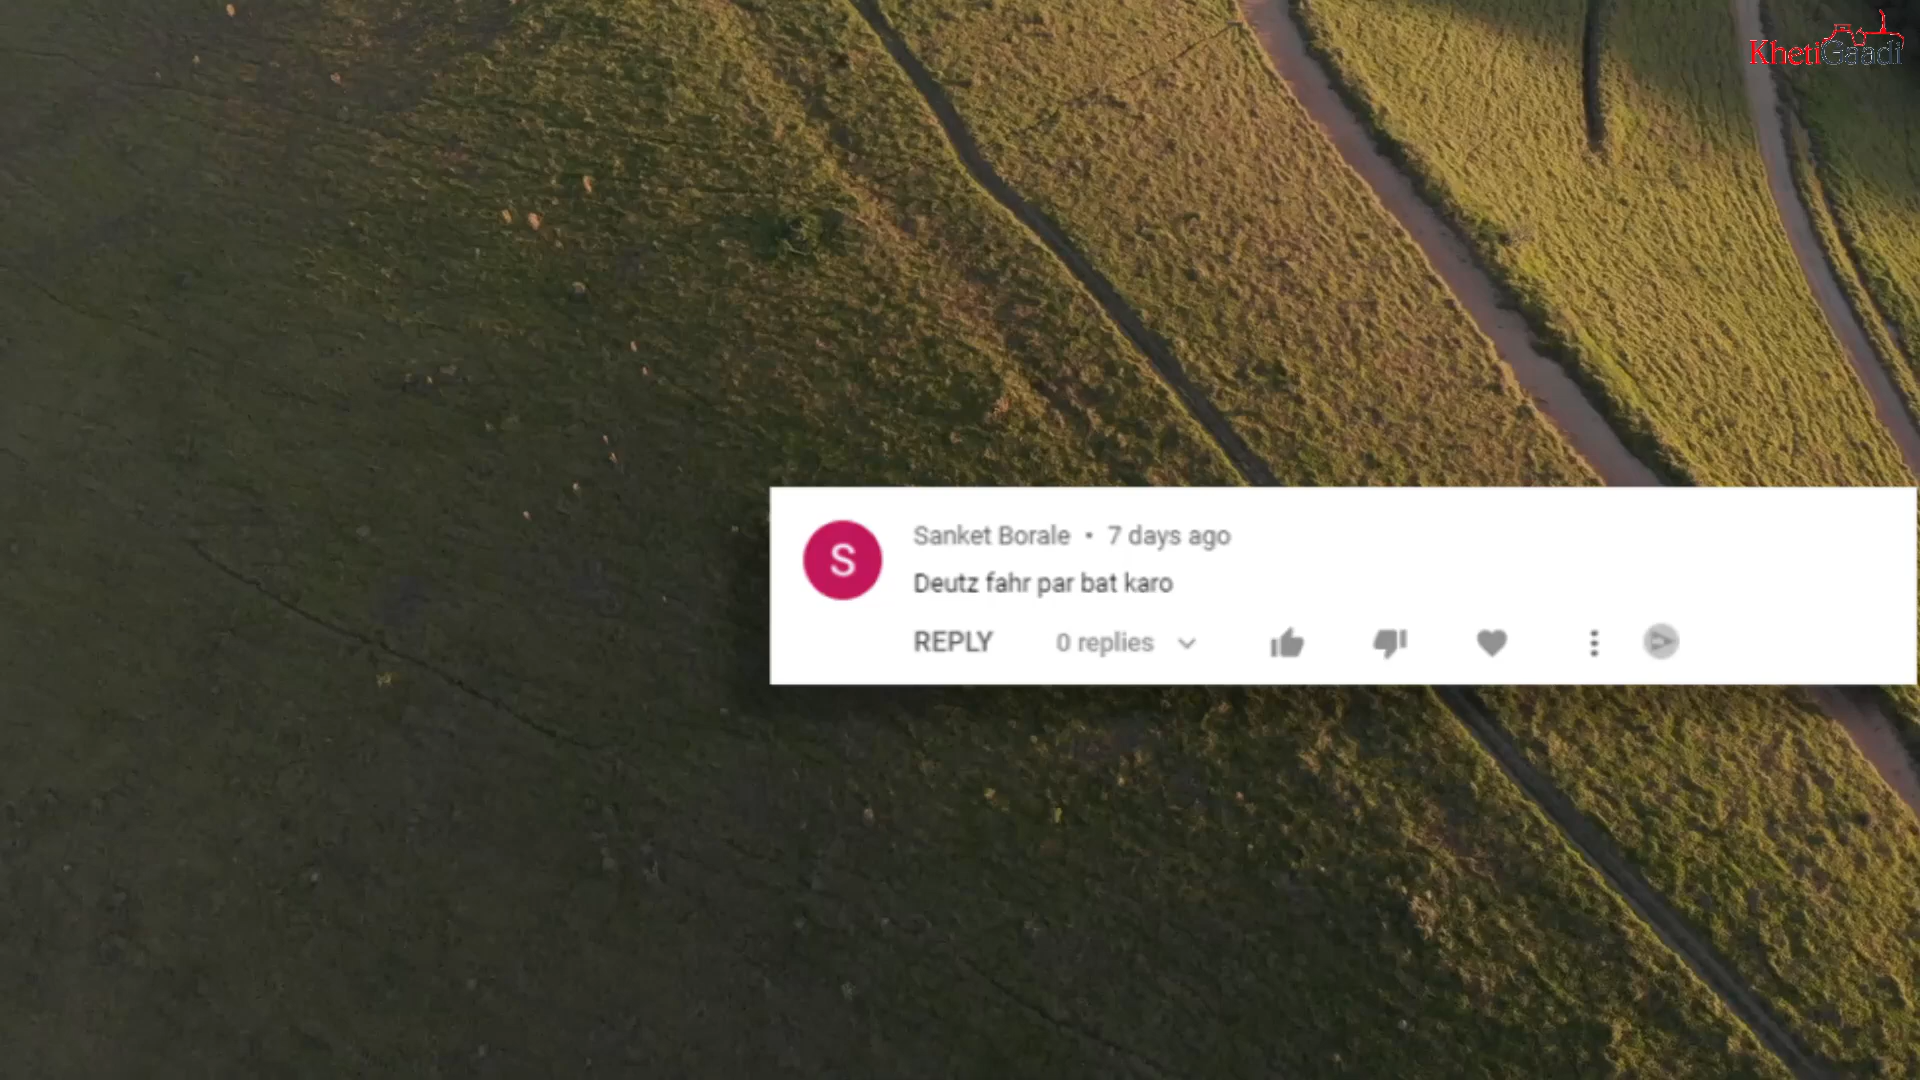 KhetiGaadi
S
Sanket Borale • 7 days ago
Deutz fahr par bat karo
REPLY 0 replies